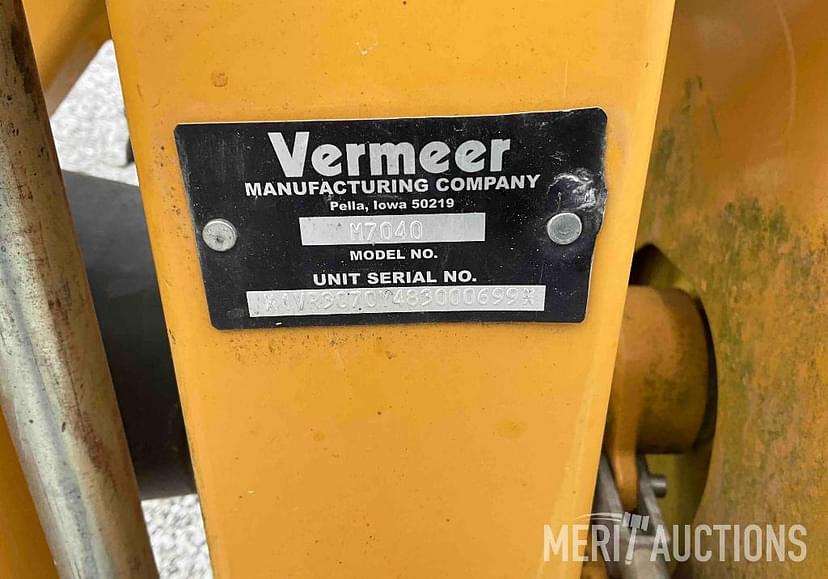 Vermeer
MANUFACTURING COMPANY
Pella, Iowa 50219
M7040
MODEL NO.
UNIT SERIAL NO.
MERIT AUCTIONS